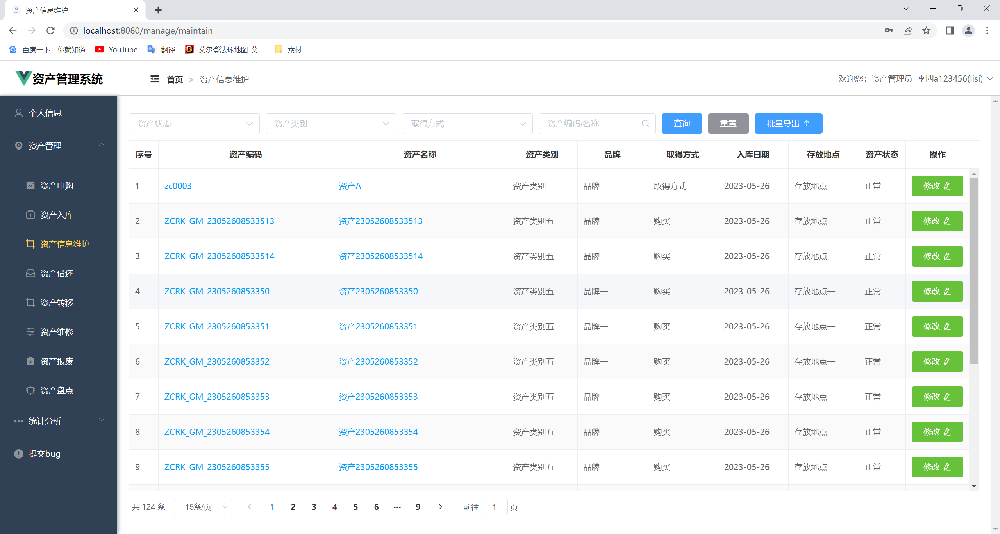 资产信息维护
localhost:8080/manage/maintain
百度一下，你就知道 YouTube 翻译 艾尔登法环地图_艾... 素材
资产管理系统 首页 > 资产信息维护 欢迎您：资产管理员 李四a123456(lisi)
个人信息
资产管理
资产申购
资产入库
资产信息维护
资产借还
资产转移
资产维修
资产报废
资产盘点
统计分析
提交bug
资产状态 资产类别 取得方式 资产编码/名称 查询 重置 批量导出
序号 资产编码 资产名称 资产类别 品牌 取得方式 入库日期 存放地点 资产状态 操作
1 zc0003 资产A 资产类别三 品牌一 取得方式一 2023-05-26 存放地点一 正常 修改
2 ZCRK_GM_23052608533513 资产23052608533513 资产类别五 品牌一 购买 2023-05-26 存放地点一 正常 修改
3 ZCRK_GM_23052608533514 资产23052608533514 资产类别五 品牌一 购买 2023-05-26 存放地点一 正常 修改
4 ZCRK_GM_2305260853350 资产2305260853350 资产类别五 品牌一 购买 2023-05-26 存放地点一 正常 修改
5 ZCRK_GM_2305260853351 资产2305260853351 资产类别五 品牌一 购买 2023-05-26 存放地点一 正常 修改
6 ZCRK_GM_2305260853352 资产2305260853352 资产类别五 品牌一 购买 2023-05-26 存放地点一 正常 修改
7 ZCRK_GM_2305260853353 资产2305260853353 资产类别五 品牌一 购买 2023-05-26 存放地点一 正常 修改
8 ZCRK_GM_2305260853354 资产2305260853354 资产类别五 品牌一 购买 2023-05-26 存放地点一 正常 修改
9 ZCRK_GM_2305260853355 资产2305260853355 资产类别五 品牌一 购买 2023-05-26 存放地点一 正常 修改
共 124 条 15条/页 1 2 3 4 5 6 ··· 9 前往 1 页